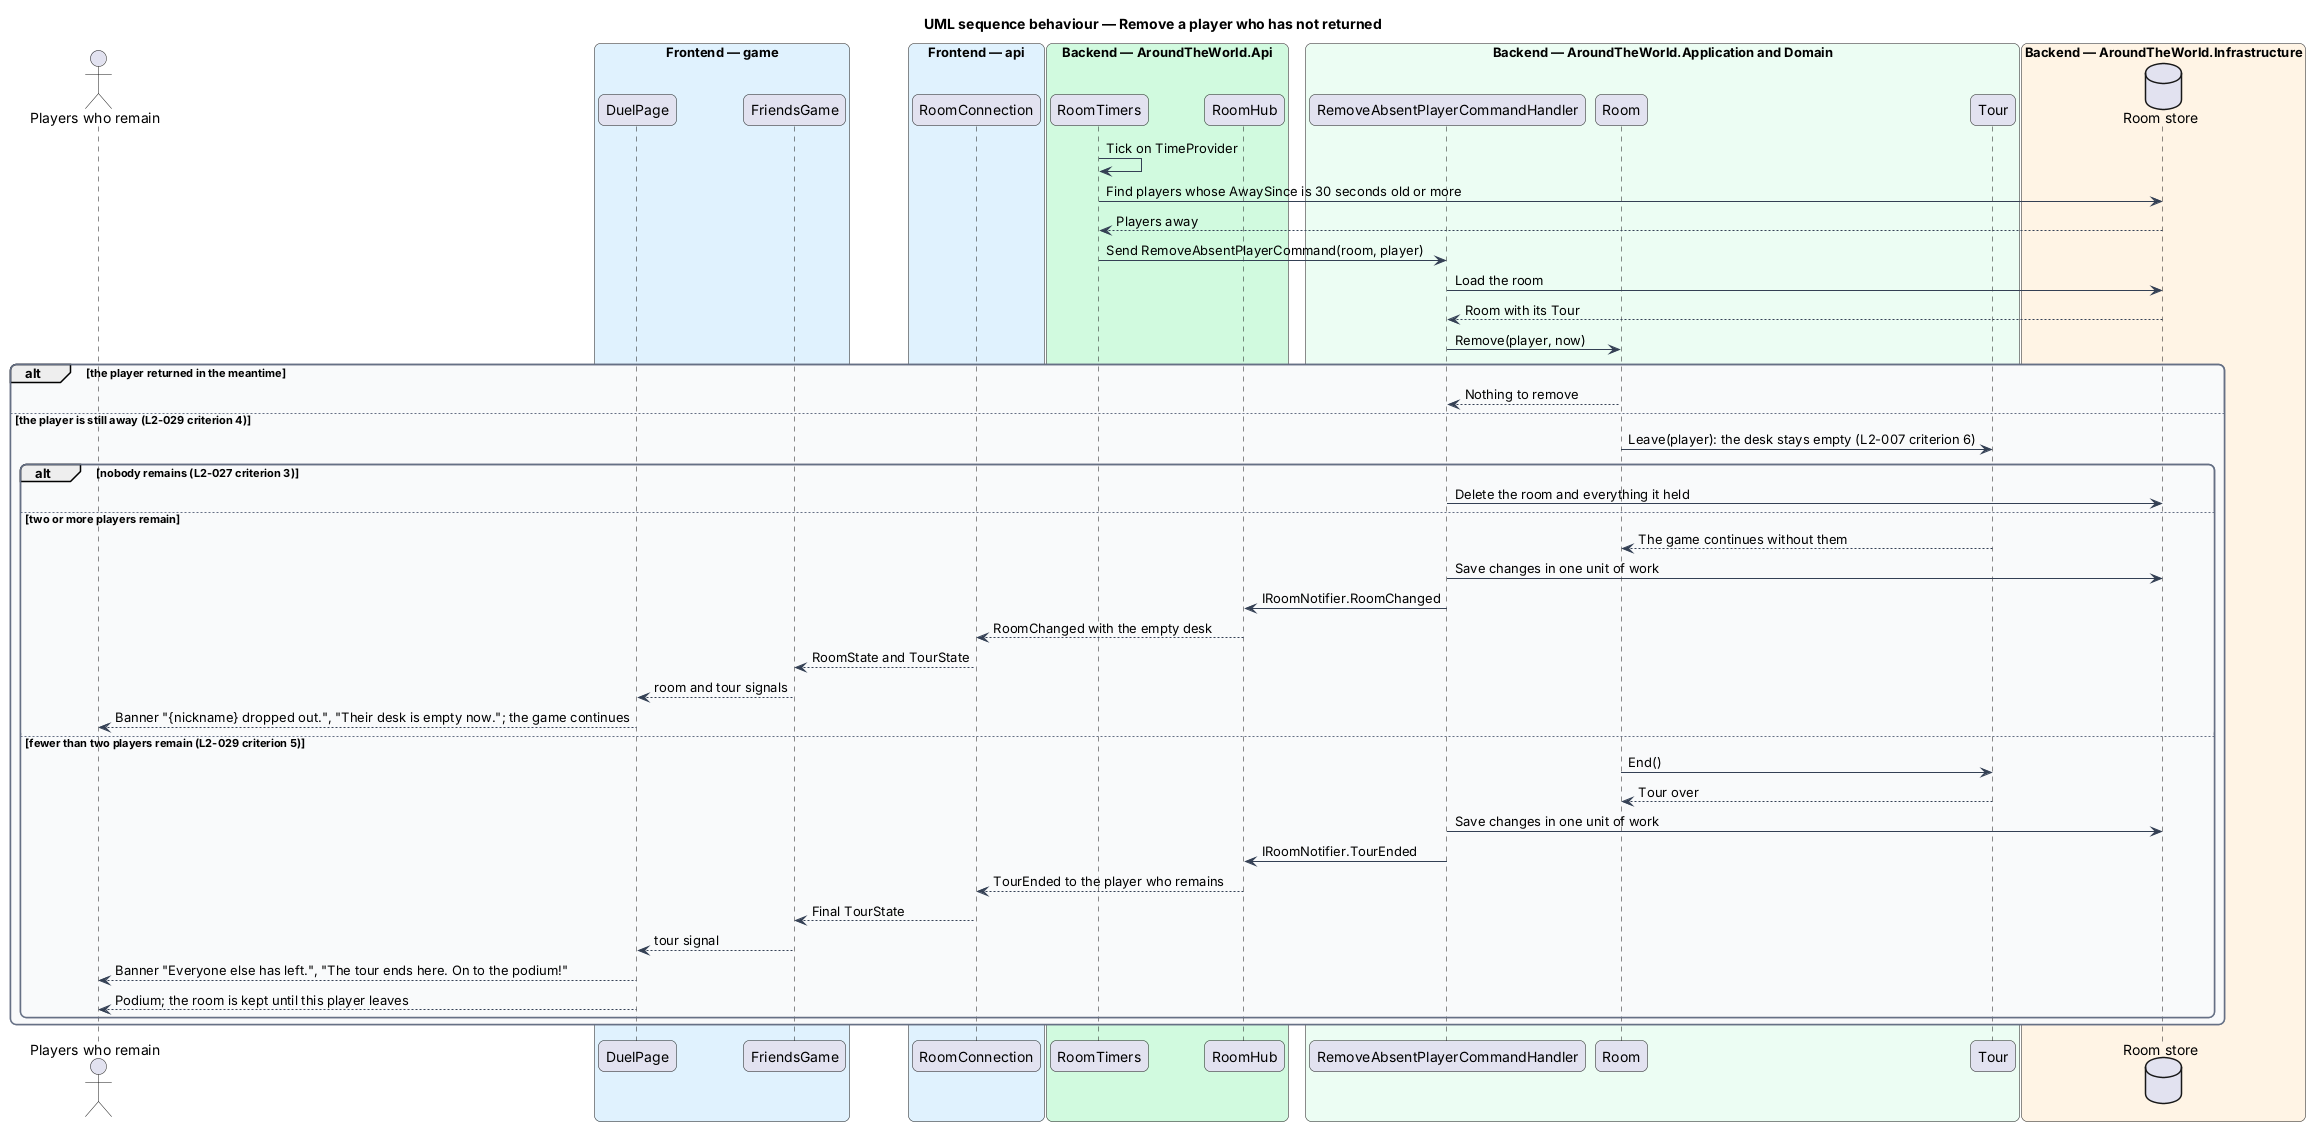 UML sequence behaviour — Remove a player who has not returned
Frontend — game
Frontend — api
Backend — AroundTheWorld.Api
Backend — AroundTheWorld.Application and Domain
Backend — AroundTheWorld.Infrastructure
Players who remain
DuelPage
FriendsGame
RoomConnection
RoomTimers
RoomHub
RemoveAbsentPlayerCommandHandler
Room
Tour
Room store
Tick on TimeProvider
Find players whose AwaySince is 30 seconds old or more
Players away
Send RemoveAbsentPlayerCommand(room, player)
Load the room
Room with its Tour
Remove(player, now)
alt
[the player returned in the meantime]
Nothing to remove
[the player is still away (L2-029 criterion 4)]
Leave(player): the desk stays empty (L2-007 criterion 6)
alt
[nobody remains (L2-027 criterion 3)]
Delete the room and everything it held
[two or more players remain]
The game continues without them
Save changes in one unit of work
IRoomNotifier.RoomChanged
RoomChanged with the empty desk
RoomState and TourState
room and tour signals
Banner "{nickname} dropped out.", "Their desk is empty now."; the game continues
[fewer than two players remain (L2-029 criterion 5)]
End()
Tour over
Save changes in one unit of work
IRoomNotifier.TourEnded
TourEnded to the player who remains
Final TourState
tour signal
Banner "Everyone else has left.", "The tour ends here. On to the podium!"
Podium; the room is kept until this player leaves
Players who remain
DuelPage
FriendsGame
RoomConnection
RoomTimers
RoomHub
RemoveAbsentPlayerCommandHandler
Room
Tour
Room store